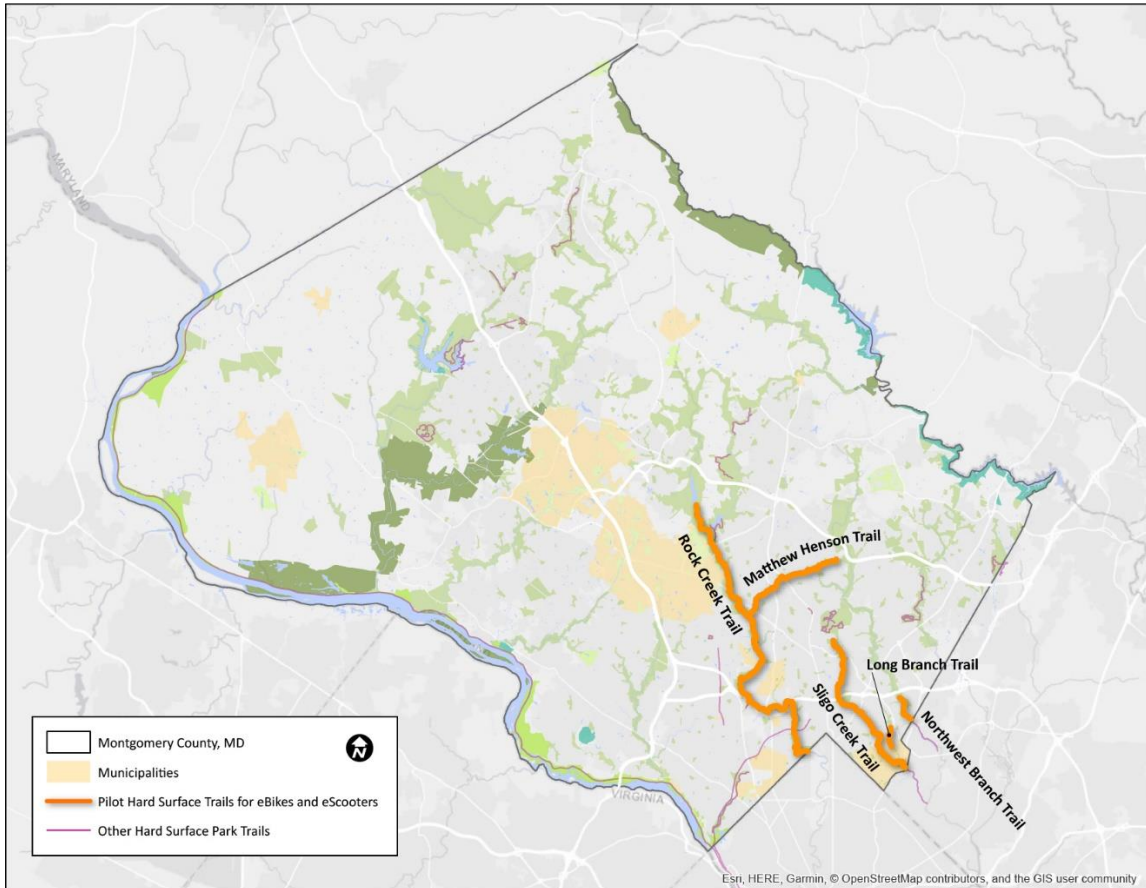 MARYLAND
Rock Creek Trail
Matthew Henson Trail
Long Branch Trail
Sligo Creek Trail
Northwest Branch Trail
VIRGINIA
Montgomery County, MD
N
Municipalities
Pilot Hard Surface Trails for eBikes and eScooters
Other Hard Surface Park Trails
Esri, HERE, Garmin, © OpenStreetMap contributors, and the GIS user community